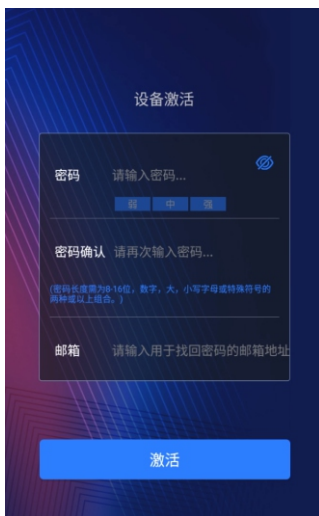 设备激活
密码 请输入密码...
弱 中 强
密码确认 请再次输入密码...
(密码长度需为8-16位，数字，大，小写字母或特殊符号的
两种或以上组合。)
邮箱 请输入用于找回密码的邮箱地址
激活